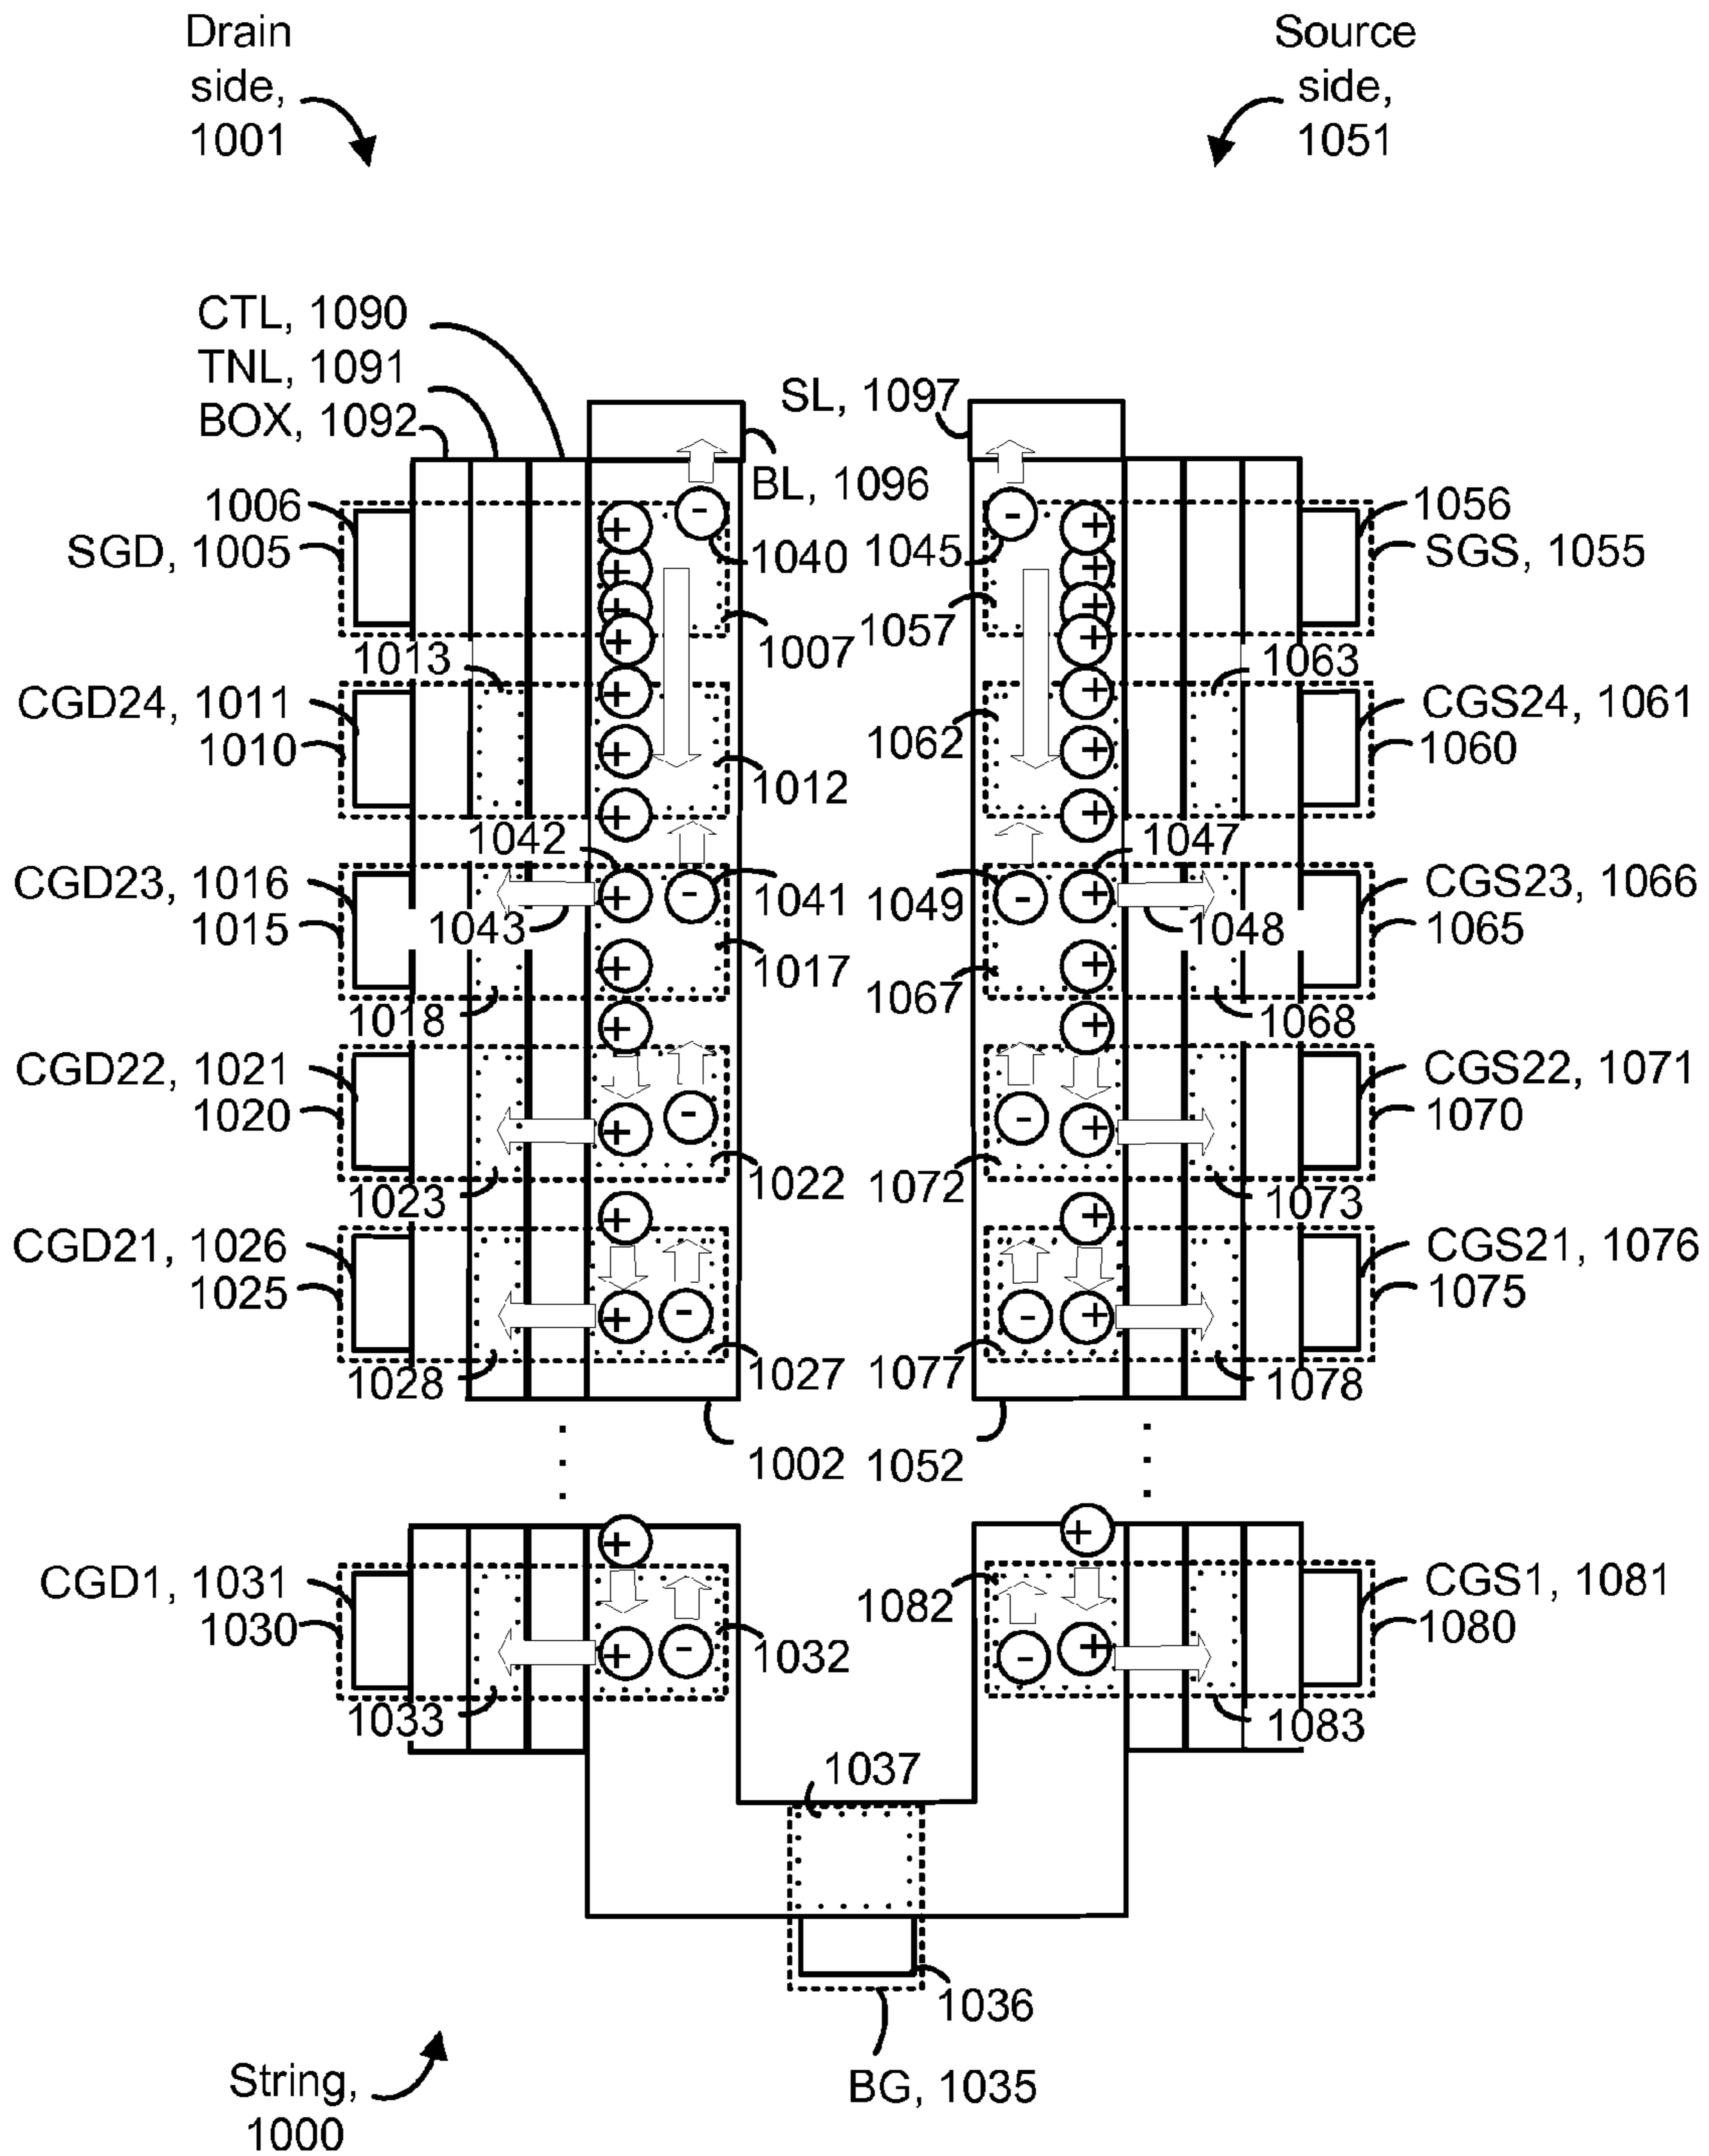 Drain
side,
1001
Source
side,
1051
CTL, 1090
TNL, 1091
BOX, 1092
SL, 1097
BL, 1096
1006
SGD, 1005
1040
1045
1056
SGS, 1055
1007
1057
1013
1063
CGD24, 1011
1010
1012
1062
CGS24, 1061
1060
1042
1047
CGD23, 1016
1015
1043
1041
1049
1048
CGS23, 1066
1065
1017
1067
1018
1068
CGD22, 1021
1020
CGS22, 1071
1070
1023
1022
1072
1073
CGD21, 1026
1025
CGS21, 1076
1075
1028
1027
1077
1078
1002
1052
CGD1, 1031
1030
1032
1082
CGS1, 1081
1080
1033
1083
1037
1036
BG, 1035
String,
1000